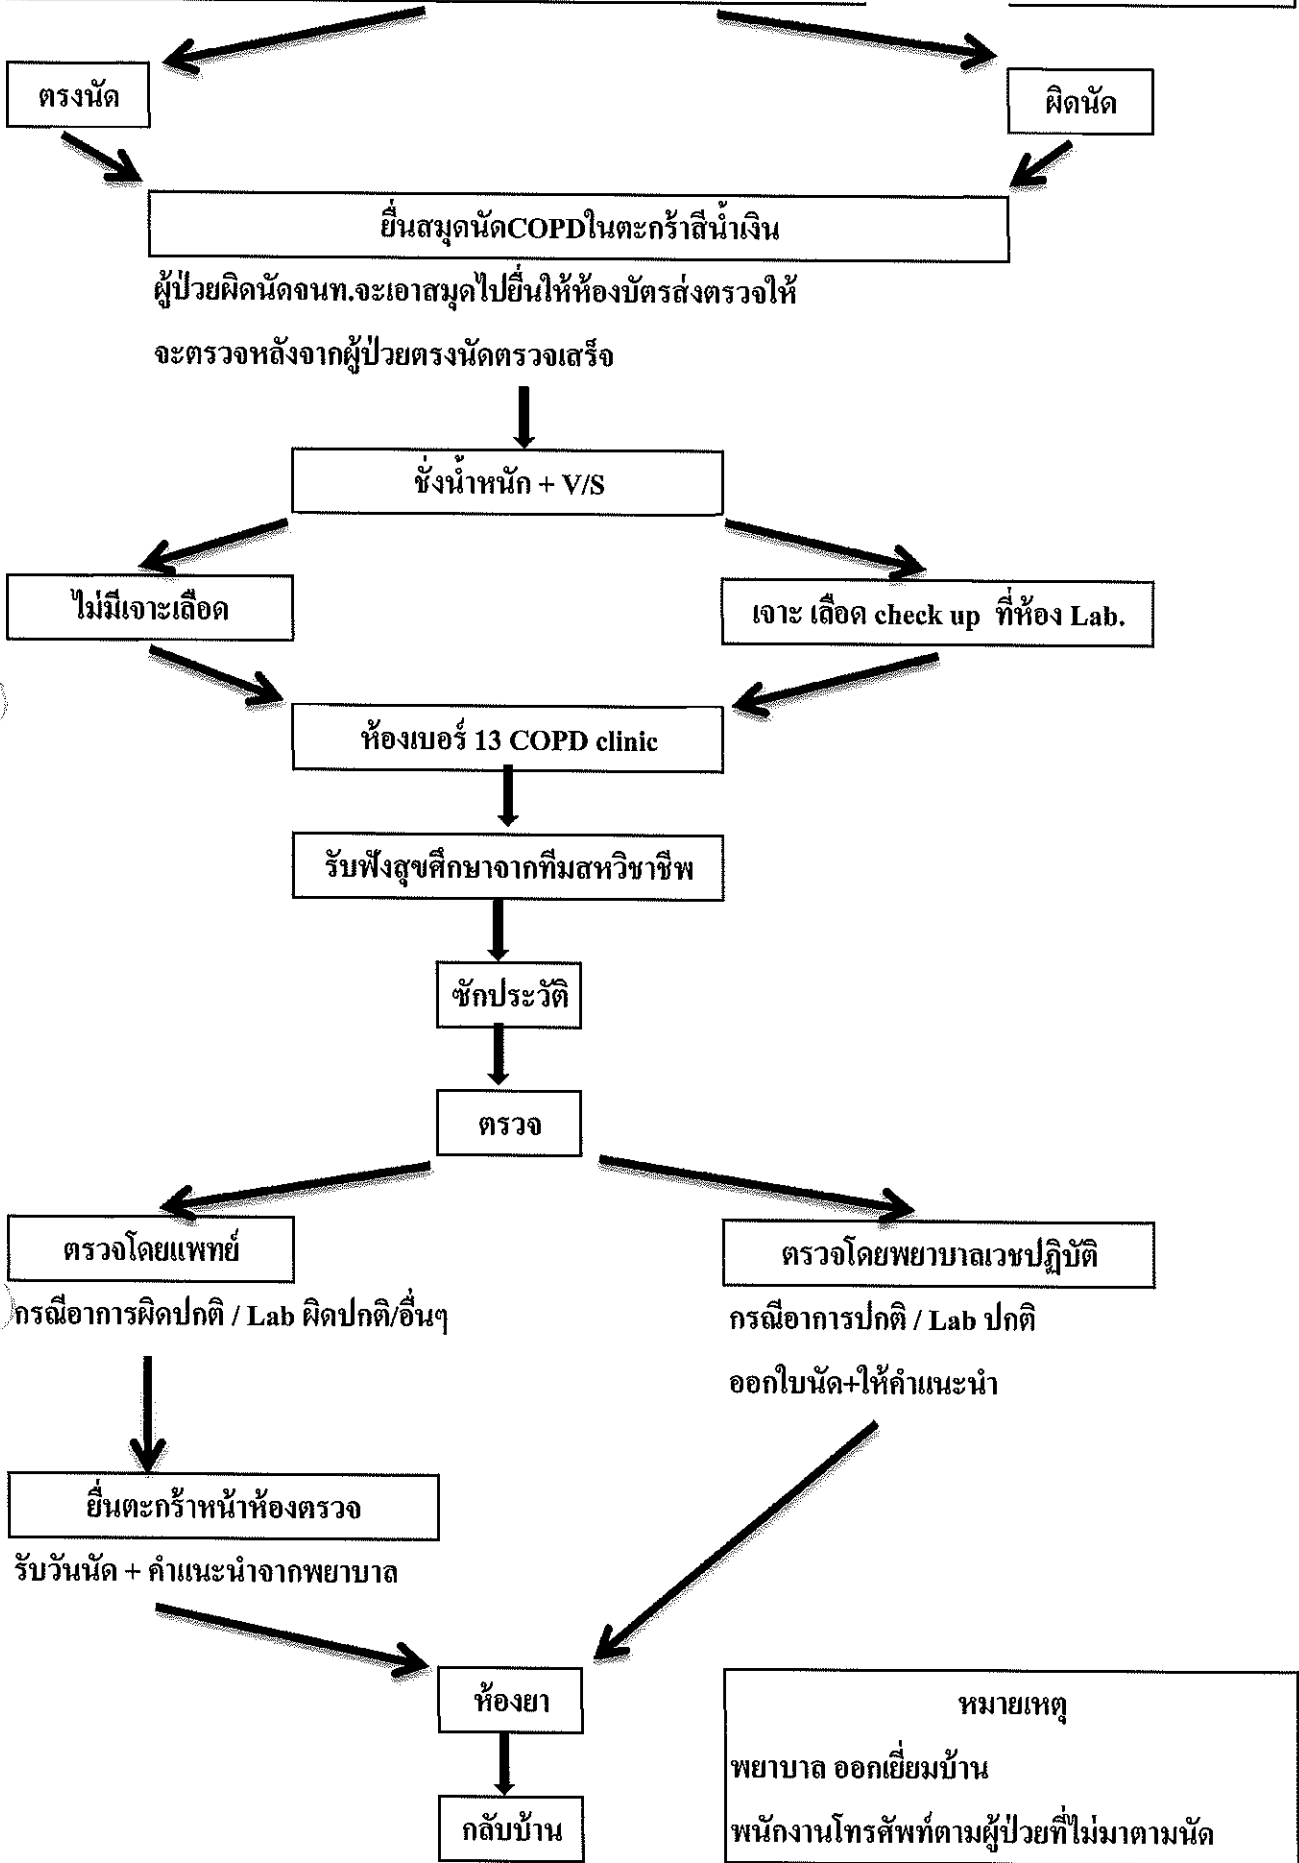 ตรงนัด
ผิดนัด
ยื่นสมุดนัดCOPDในตะกร้าสีน้ำเงิน
ผู้ป่วยผิดนัดจนท.จะเอาสมุดไปยื่นให้ห้องบัตรส่งตรวจให้
จะตรวจหลังจากผู้ป่วยตรงนัดตรวจเสร็จ
ชั่งน้ำหนัก + V/S
ไม่มีเจาะเลือด
เจาะ เลือด check up ที่ห้อง Lab.
ห้องเบอร์ 13 COPD clinic
รับฟังสุขศึกษาจากทีมสหวิชาชีพ
ซักประวัติ
ตรวจ
ตรวจโดยแพทย์
ตรวจโดยพยาบาลเวชปฏิบัติ
กรณีอาการผิดปกติ / Lab ผิดปกติ/อื่นๆ
กรณีอาการปกติ / Lab ปกติ
ออกใบนัด+ให้คำแนะนำ
ยื่นตะกร้าหน้าห้องตรวจ
รับวันนัด + คำแนะนำจากพยาบาล
ห้องยา
หมายเหตุ
พยาบาล ออกเยี่ยมบ้าน
กลับบ้าน
พนักงานโทรศัพท์ตามผู้ป่วยที่ไม่มาตามนัด